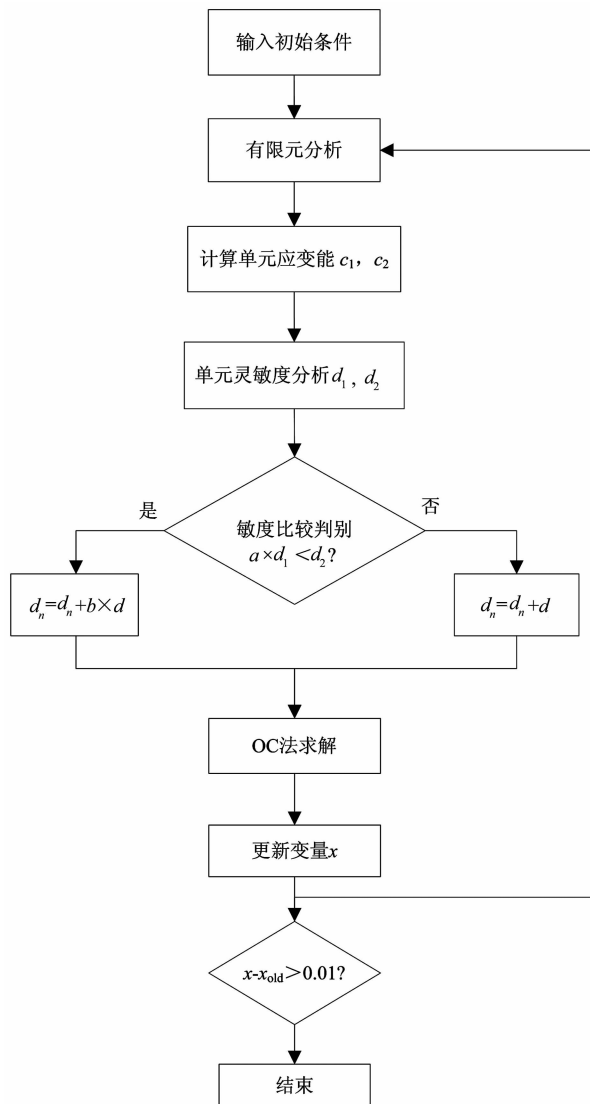 输入初始条件
有限元分析
计算单元应变能 c₁，c₂
单元灵敏度分析d₁，d₂
是
敏度比较判别
a×d₁＜d₂?
否
dₙ=dₙ+b×d
dₙ=dₙ+d
OC法求解
更新变量x
x-xold＞0.01?
结束